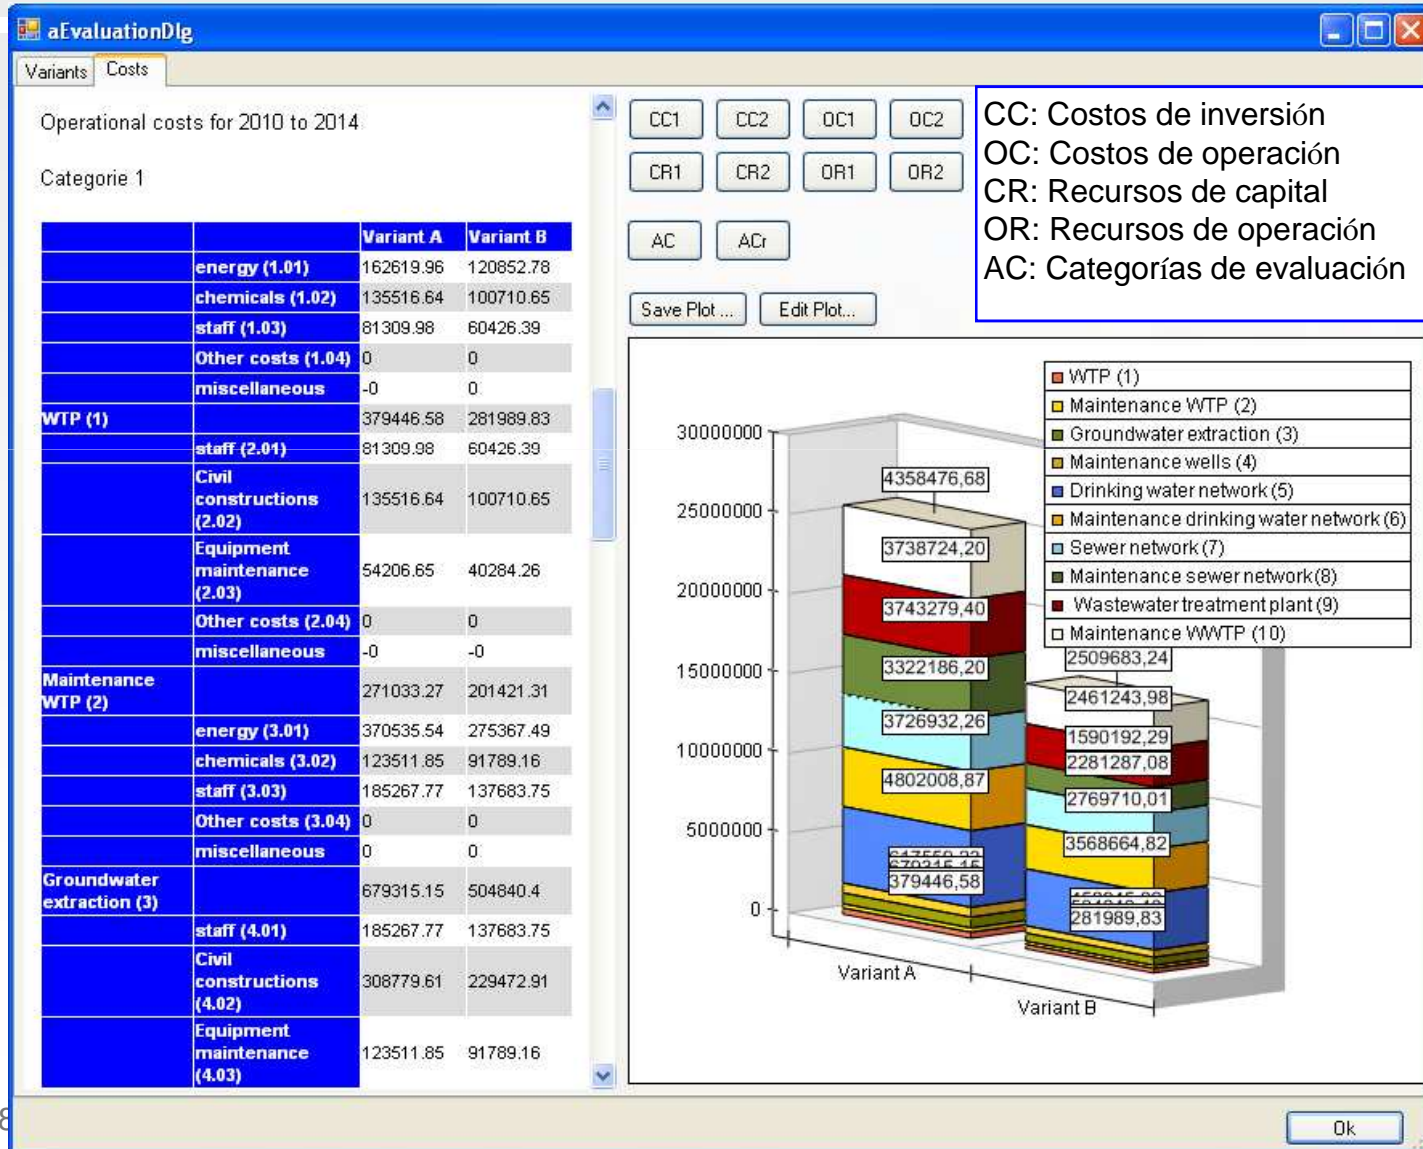 aEvaluationDlg
Variants Costs
Operational costs for 2010 to 2014
Categorie 1
Variant A Variant B
energy (1.01) 162619.96 120852.78
chemicals (1.02) 135516.64 100710.65
staff (1.03) 81309.98 60426.39
Other costs (1.04) 0 0
miscellaneous -0 0
WTP (1) 379446.58 281989.83
staff (2.01) 81309.98 60426.39
Civil
constructions 135516.64 100710.65
(2.02)
Equipment
maintenance 54206.65 40284.26
(2.03)
Other costs (2.04) 0 0
miscellaneous -0 -0
Maintenance
WTP (2) 271033.27 201421.31
energy (3.01) 370535.54 275367.49
chemicals (3.02) 123511.85 91789.16
staff (3.03) 185267.77 137683.75
Other costs (3.04) 0 0
miscellaneous 0 0
Groundwater
extraction (3) 679315.15 504840.4
staff (4.01) 185267.77 137683.75
Civil
constructions 308779.61 229472.91
(4.02)
Equipment
maintenance 123511.85 91789.16
(4.03)
CC1 CC2 OC1 OC2
CR1 CR2 OR1 OR2
AC ACr
Save Plot ... Edit Plot...
CC: Costos de inversión
OC: Costos de operación
CR: Recursos de capital
OR: Recursos de operación
AC: Categorías de evaluación
WTP (1)
Maintenance WTP (2)
Groundwater extraction (3)
Maintenance wells (4)
Drinking water network (5)
Maintenance drinking water network (6)
Sewer network (7)
Maintenance sewer network (8)
Wastewater treatment plant (9)
Maintenance WWTP (10)
30000000
25000000
20000000
15000000
10000000
5000000
0
4358476,68
3738724,20
3743279,40
3322186,20
3726932,26
4802008,87
379446,58
2509683,24
2461243,98
1590192,29
2281287,08
2769710,01
3568664,82
281989,83
Variant A
Variant B
8
Ok